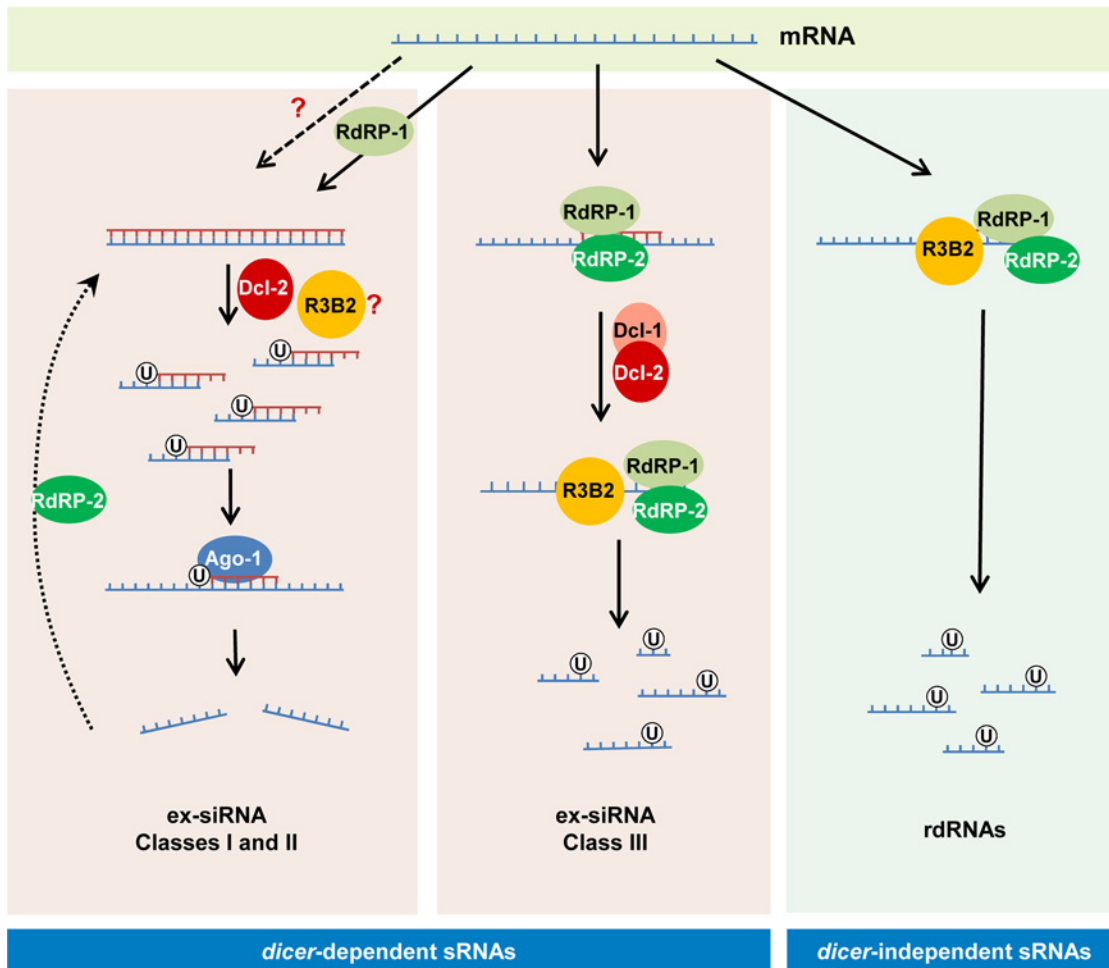 mRNA
?
RdRP-1
Dcl-2
R3B2
?
U
U
U
U
RdRP-2
Ago-1
U
ex-siRNA
Classes I and II
RdRP-1
RdRP-2
Dcl-1
Dcl-2
R3B2
RdRP-1
RdRP-2
U
U
U
U
ex-siRNA
Class III
R3B2
RdRP-1
RdRP-2
U
U
U
U
rdRNAs
dicer-dependent sRNAs
dicer-independent sRNAs